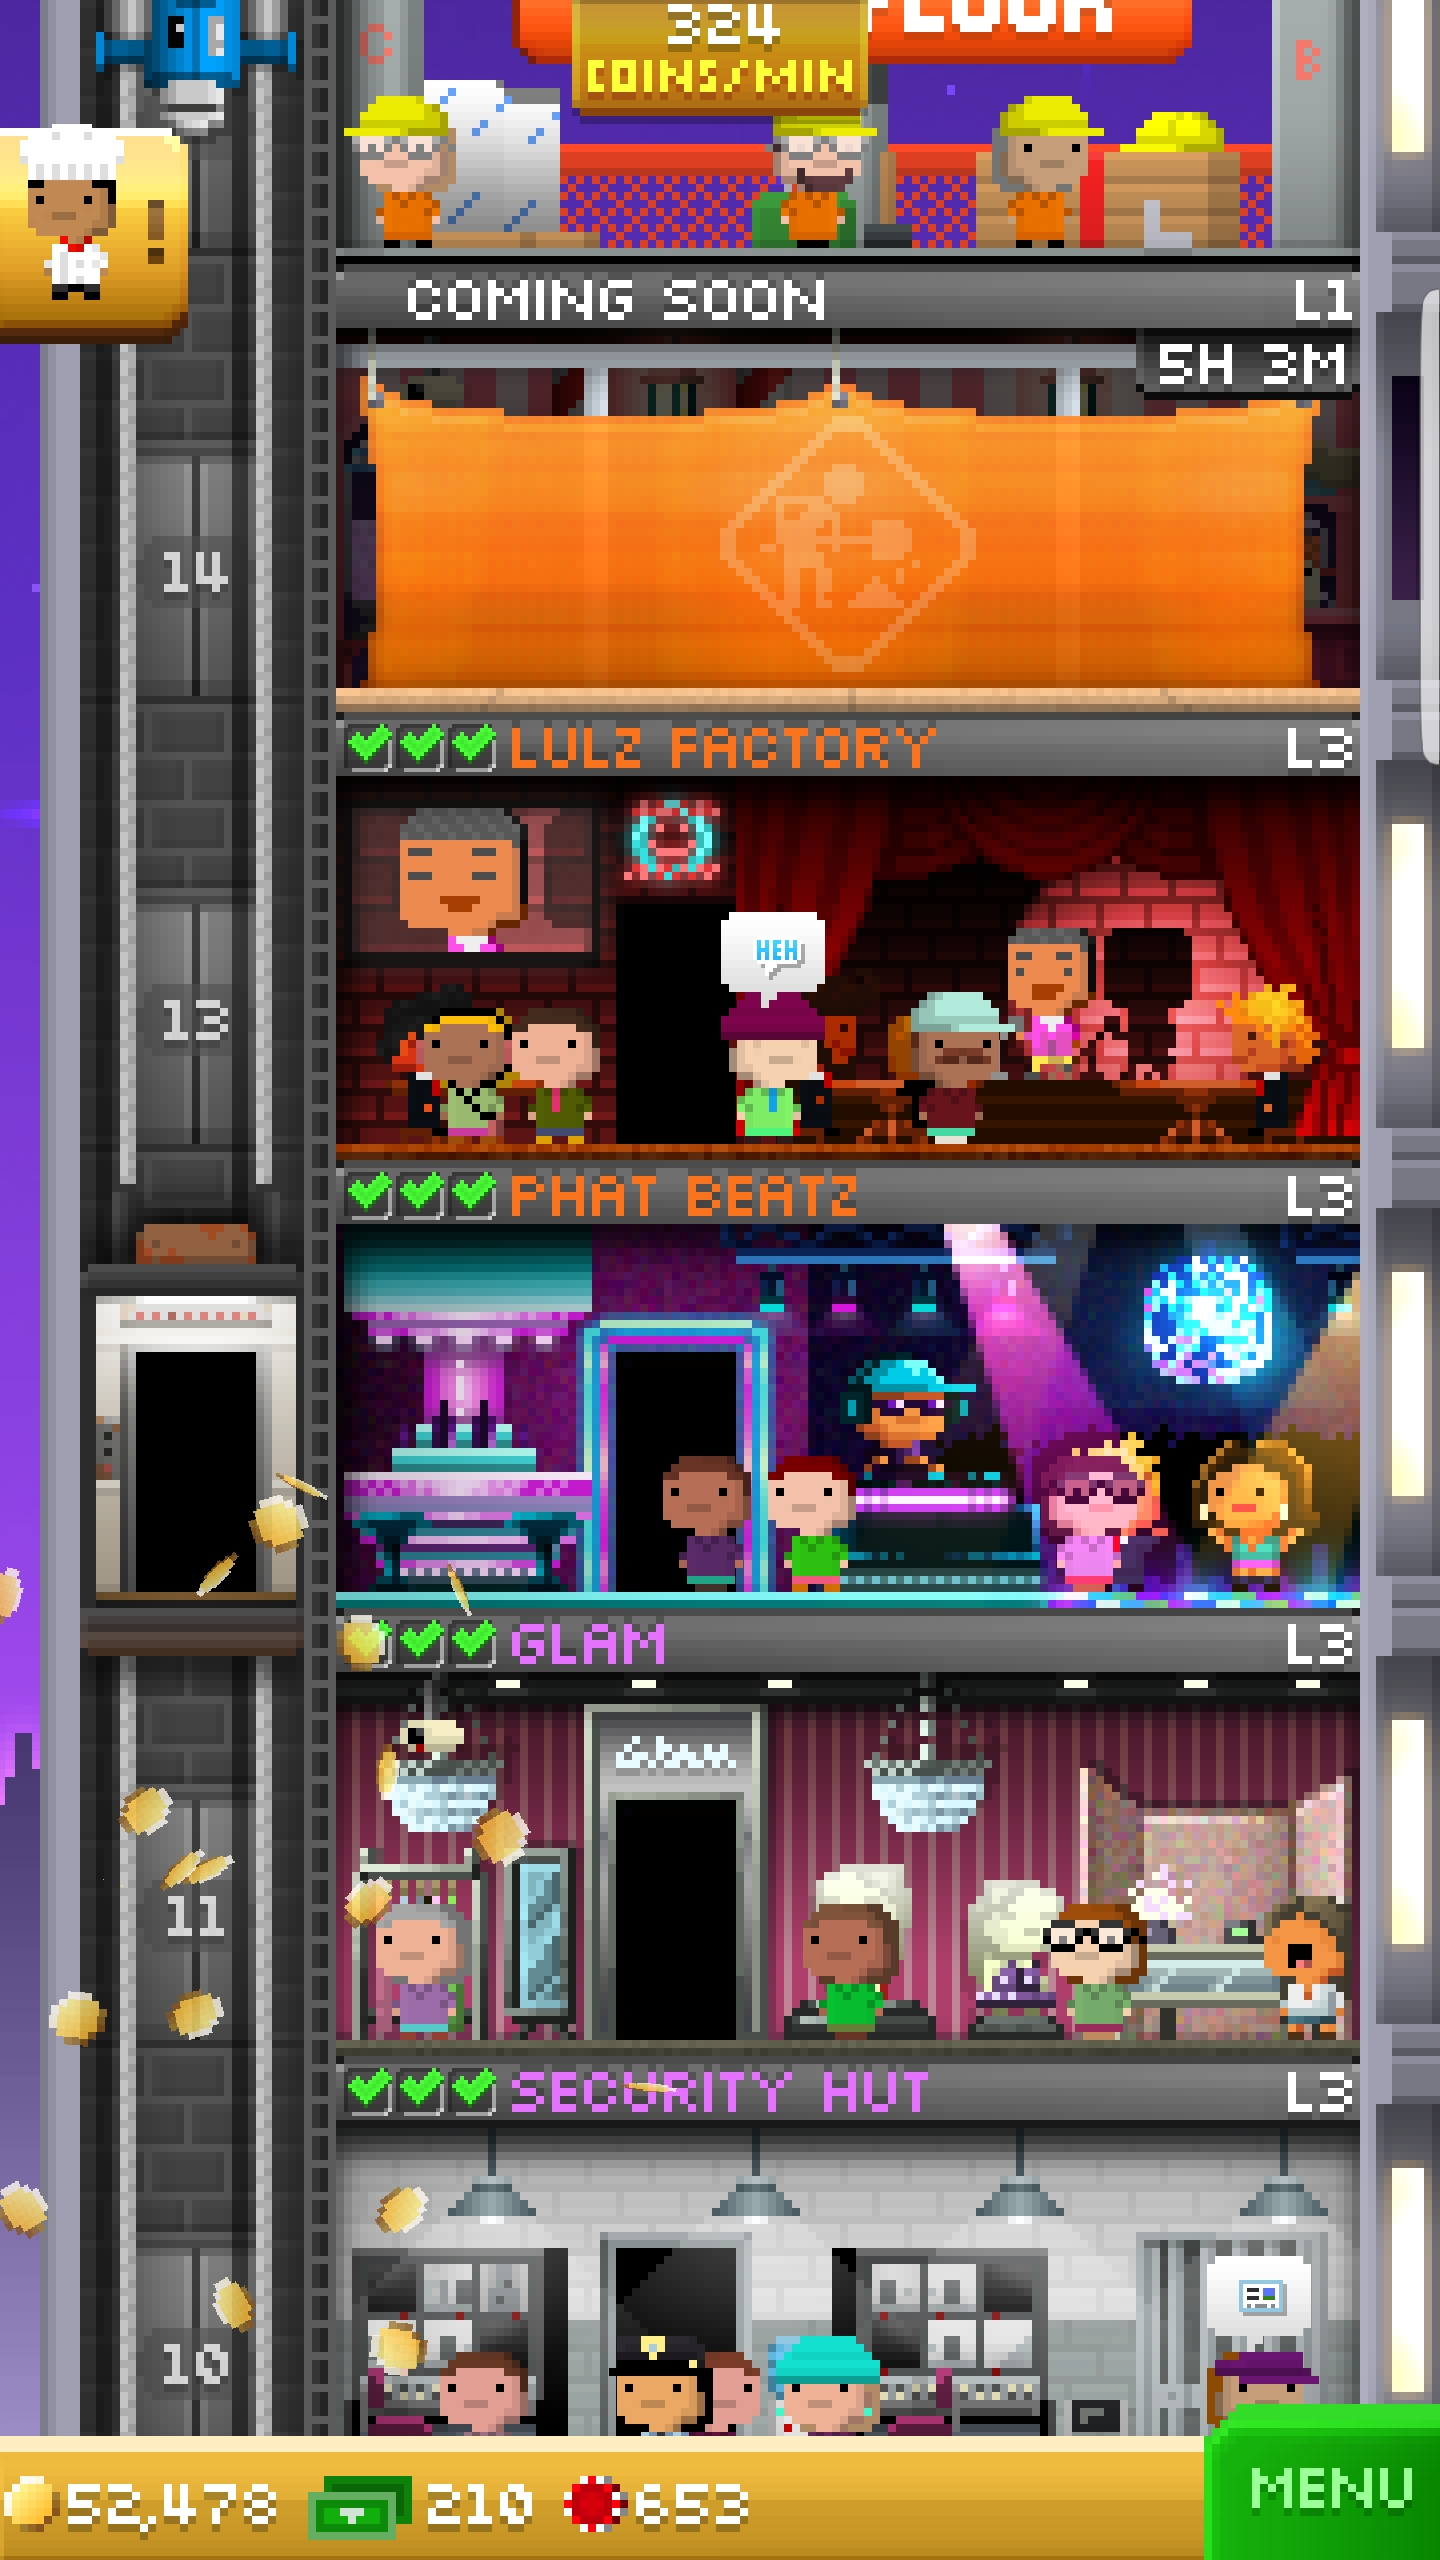 324
FLOOR
COINS/MIN
C
B
COMING SOON
L1
5H 3M
14
LULZ FACTORY
L3
HEH
13
PHAT BEATZ
L3
GLAM
L3
Glam
11
SECURITY HUT
L3
10
52,478
210
653
MENU